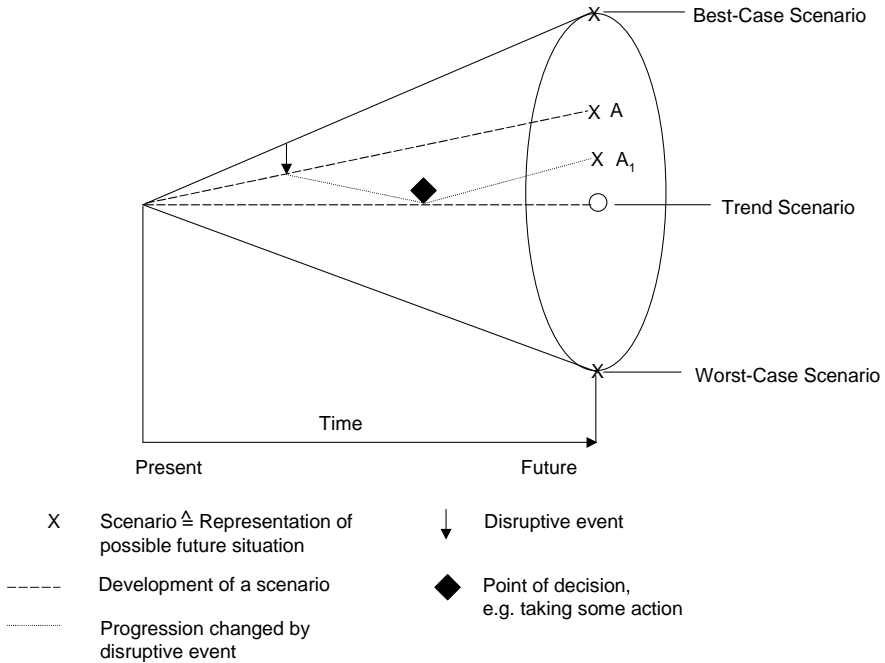 X
Best-Case Scenario
X A
X A₁
Trend Scenario
X
Worst-Case Scenario
Time
Present
Future
X
Scenario ≙ Representation of
possible future situation
Disruptive event
Development of a scenario
Point of decision,
e.g. taking some action
Progression changed by
disruptive event